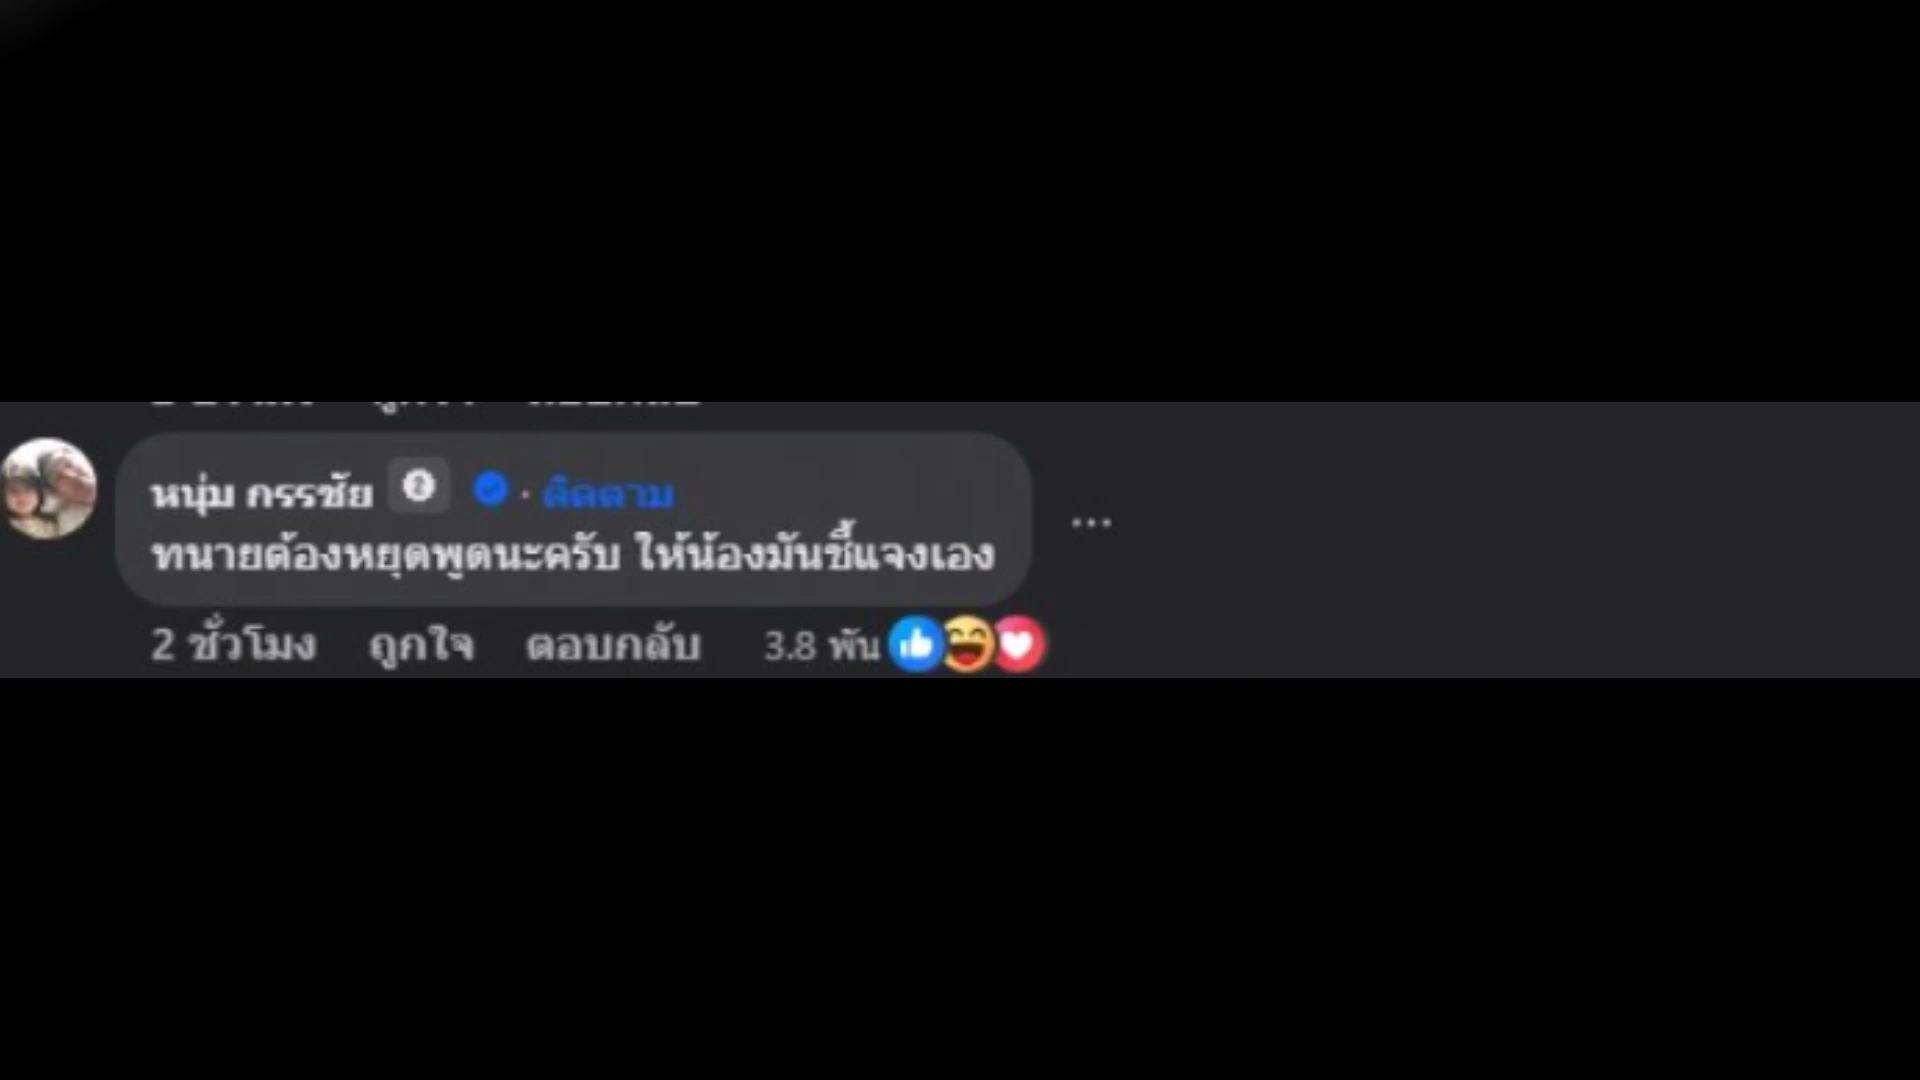 หนุ่ม กรรชัย 2 · ติดตาม
ทนายต้องหยุดพูดนะครับ ให้น้องมันชี้แจงเอง
2 ชั่วโมง ถูกใจ ตอบกลับ 3.8 พัน